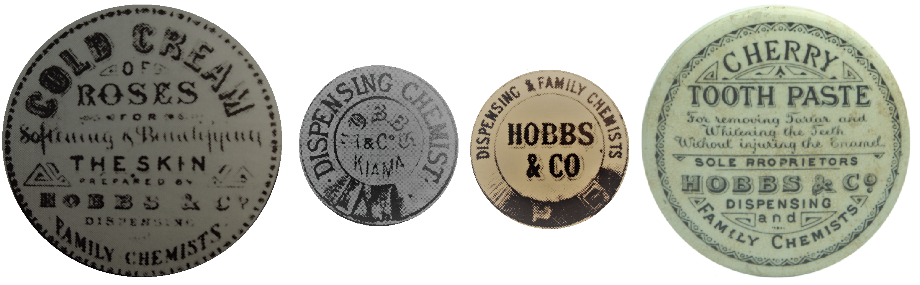 COLD CREAM
OF
ROSES
FOR
Softening & Beautifying
THE SKIN
PREPARED BY
HOBBS & Co
DISPENSING
FAMILY CHEMISTS
DISPENSING CHEMIST
KIAMA
DISPENSING & FAMILY CHEMISTS
HOBBS
& CO
CHERRY
TOOTH PASTE
For removing Tartar and
Whitening the Teeth
Without injuring the Enamel
SOLE PROPRIETORS
HOBBS & Co
DISPENSING
and
FAMILY CHEMISTS